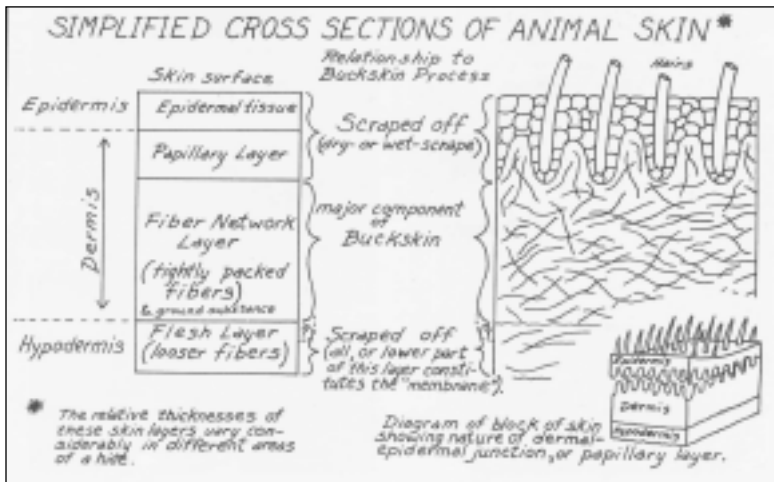 SIMPLIFIED CROSS SECTIONS OF ANIMAL SKIN *
Skin surface
Relationship to
Buckskin Process
Hairs
Epidermis
Epidermal tissue
Papillary Layer
Scraped off
(dry- or wet-scrape)
Dermis
Fiber Network
Layer
(tightly packed
fibers)
& ground substance
major component
of
Buckskin
Hypodermis
Flesh Layer
(looser fibers)
Scraped off
(all, or lower part
of this layer consti-
tutes the "membrane").
* The relative thicknesses of
these skin layers vary con-
siderably in different areas
of a hide.
Epidermis
Dermis
Hypodermis
Diagram of block of skin
showing nature of dermal-
epidermal junction, or papillary layer.